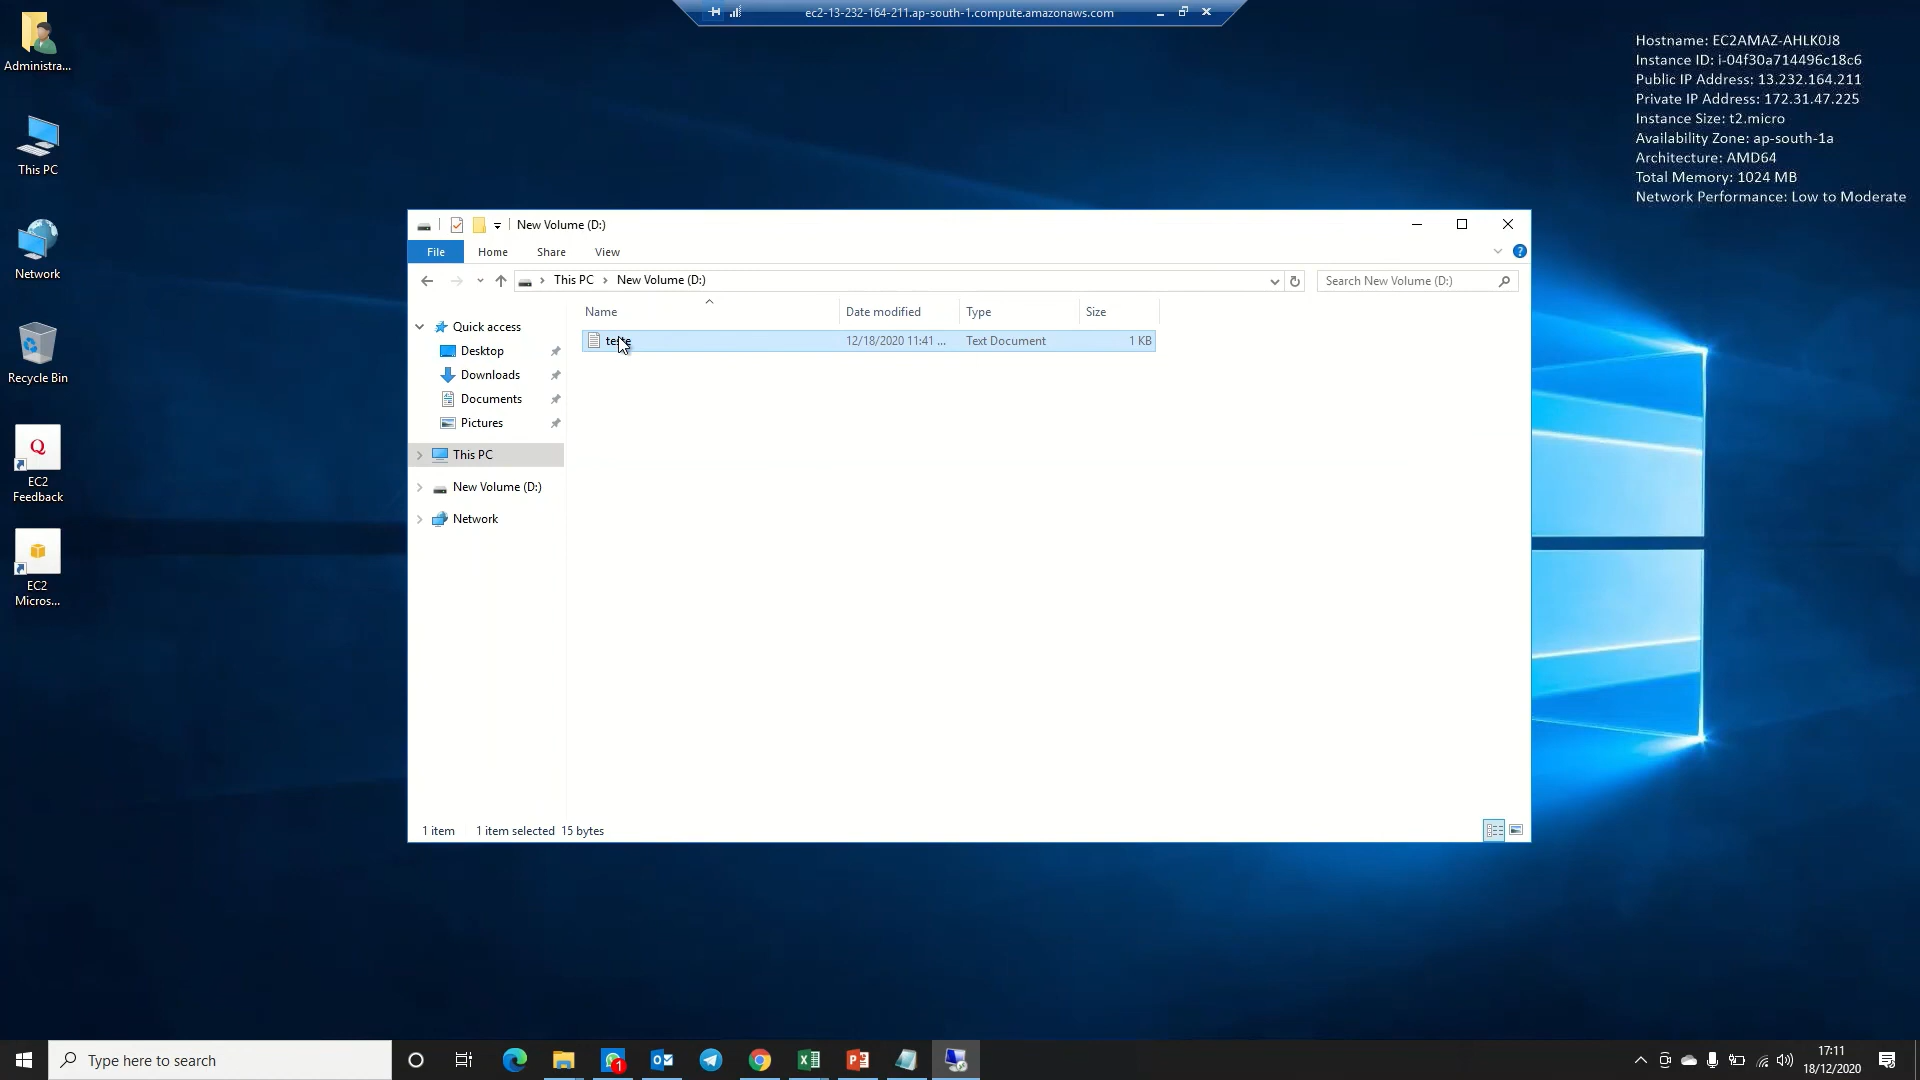 ec2-13-232-164-211.ap-south-1.compute.amazonaws.com
Hostname: EC2AMAZ-AHLK0J8
Instance ID: i-04f30a714496c18c6
Public IP Address: 13.232.164.211
Private IP Address: 172.31.47.225
Instance Size: t2.micro
Availability Zone: ap-south-1a
Architecture: AMD64
Total Memory: 1024 MB
Network Performance: Low to Moderate
Administra...
This PC
Network
Recycle Bin
EC2
Feedback
EC2
Micros...
New Volume (D:)
File Home Share View
This PC New Volume (D:)
Search New Volume (D:)
Name Date modified Type Size
12/18/2020 11:41 ... Text Document 1 KB
Quick access
Desktop
Downloads
Documents
Pictures
This PC
New Volume (D:)
Network
1 item 1 item selected 15 bytes
Type here to search
1
17:11
18/12/2020